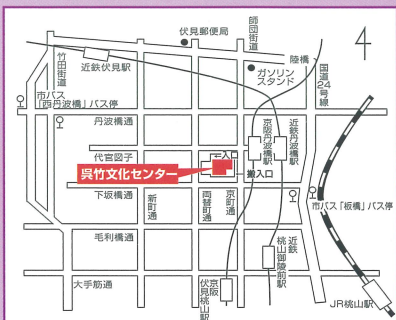 伏見郵便局
師団街道
陸橋
竹田街道
近鉄伏見駅
ガソリン
スタンド
国道24号線
市バス
「西丹波橋」バス停
丹波橋通
京阪丹波橋駅
近鉄丹波橋駅
代官図子
入口
呉竹文化センター
搬入口
下坂橋通
新町通
両替町通
京町通
市バス「板橋」バス停
毛利橋通
近鉄
桃山御陵前駅
大手筋通
京阪
伏見桃山駅
JR桃山駅